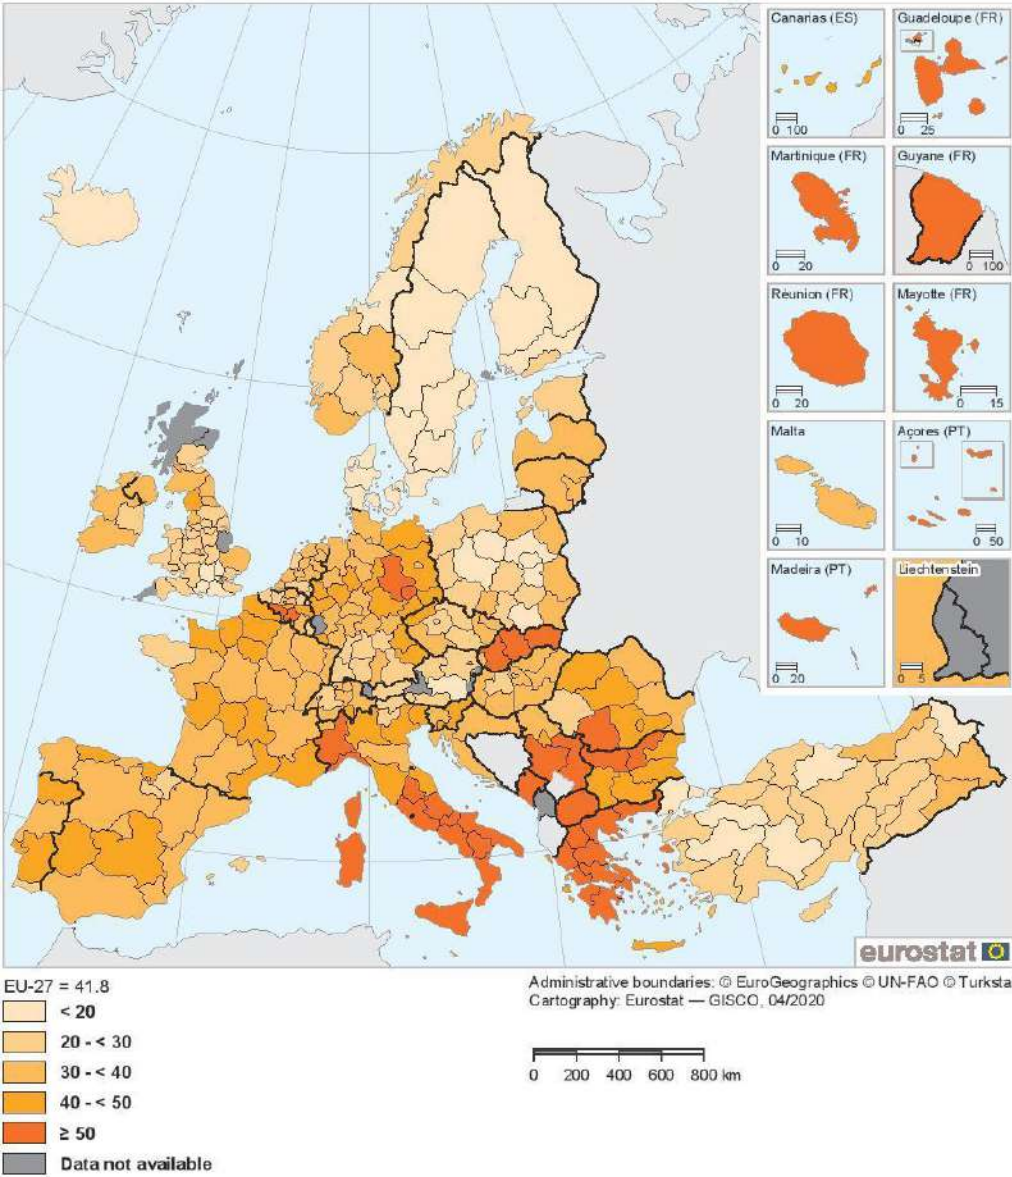 Canarias (ES)
0 100
Guadeloupe (FR)
0 25
Martinique (FR)
0 20
Guyane (FR)
0 100
Réunion (FR)
0 20
Mayotte (FR)
0 15
Malta
0 10
Açores (PT)
0 50
Madeira (PT)
0 20
Liechtenstein
0 5
eurostat
EU-27 = 41.8
< 20
20 - < 30
30 - < 40
40 - < 50
≥ 50
Data not available
Administrative boundaries: © EuroGeographics © UN-FAO © Turksta
Cartography: Eurostat — GISCO, 04/2020
0 200 400 600 800 km